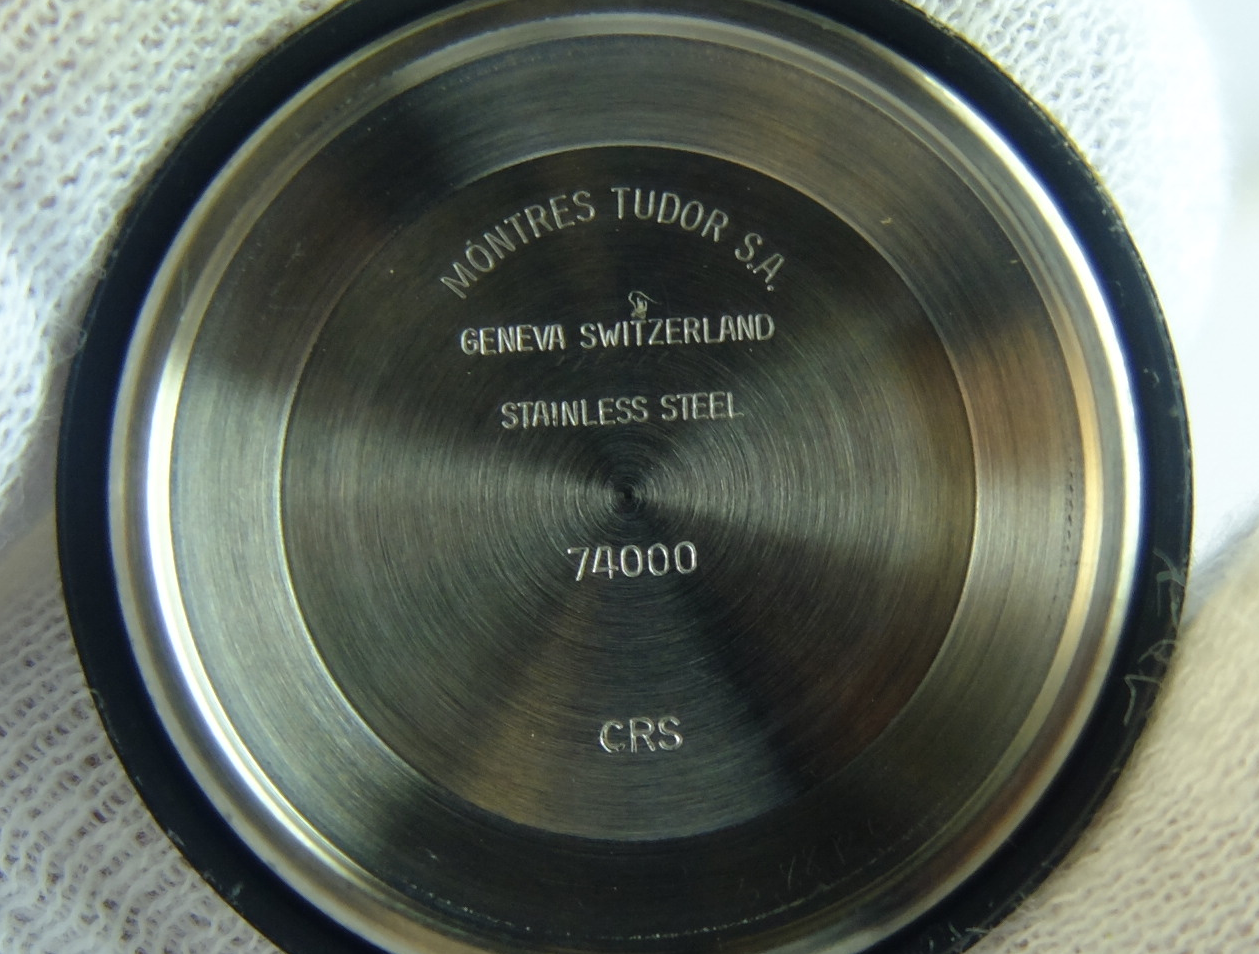 MONTRES TUDOR S.A.
GENEVA SWITZERLAND
STAINLESS STEEL
74000
CRS